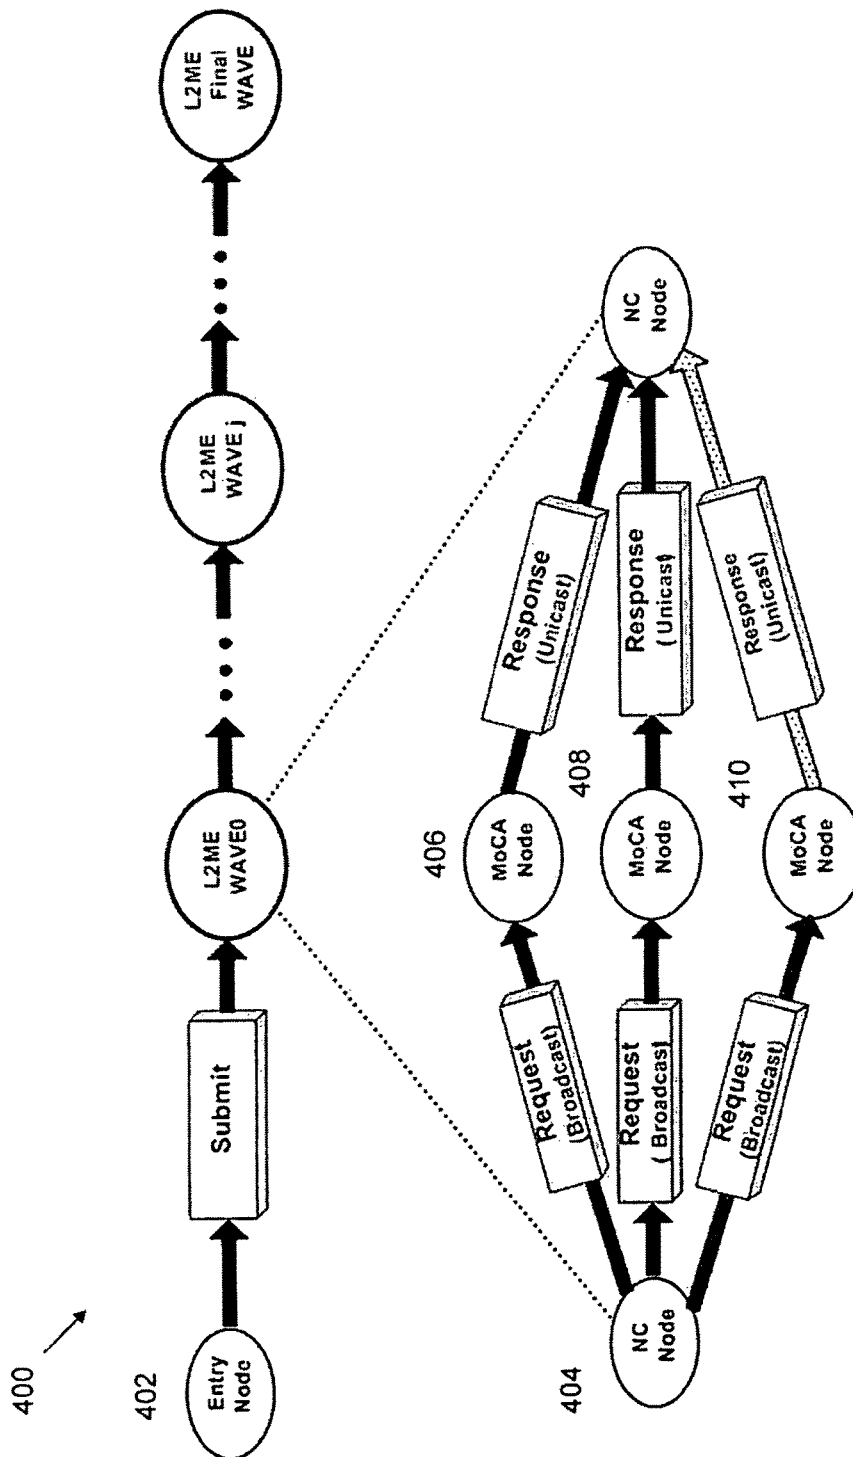 400
402
Entry
Node
Submit
L2ME
WAVE0
L2ME
WAVE j
L2ME
Final
WAVE
404
NC
Node
Request
(Broadcast)
Request
( Broadcast)
Request
(Broadcast)
406
MoCA
Node
408
MoCA
Node
410
MoCA
Node
Response
(Unicast)
Response
( Unicast)
Response
(Unicast)
NC
Node